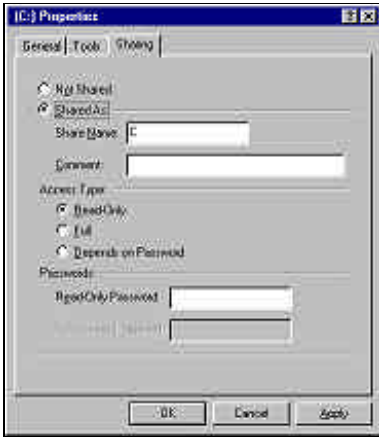 (C:) Properties
General Tools Sharing
Not Shared
Shared As:
Share Name: C
Comment:
Access Type:
Read-Only
Full
Depends on Password
Passwords:
Read-Only Password:
OK Cancel Apply